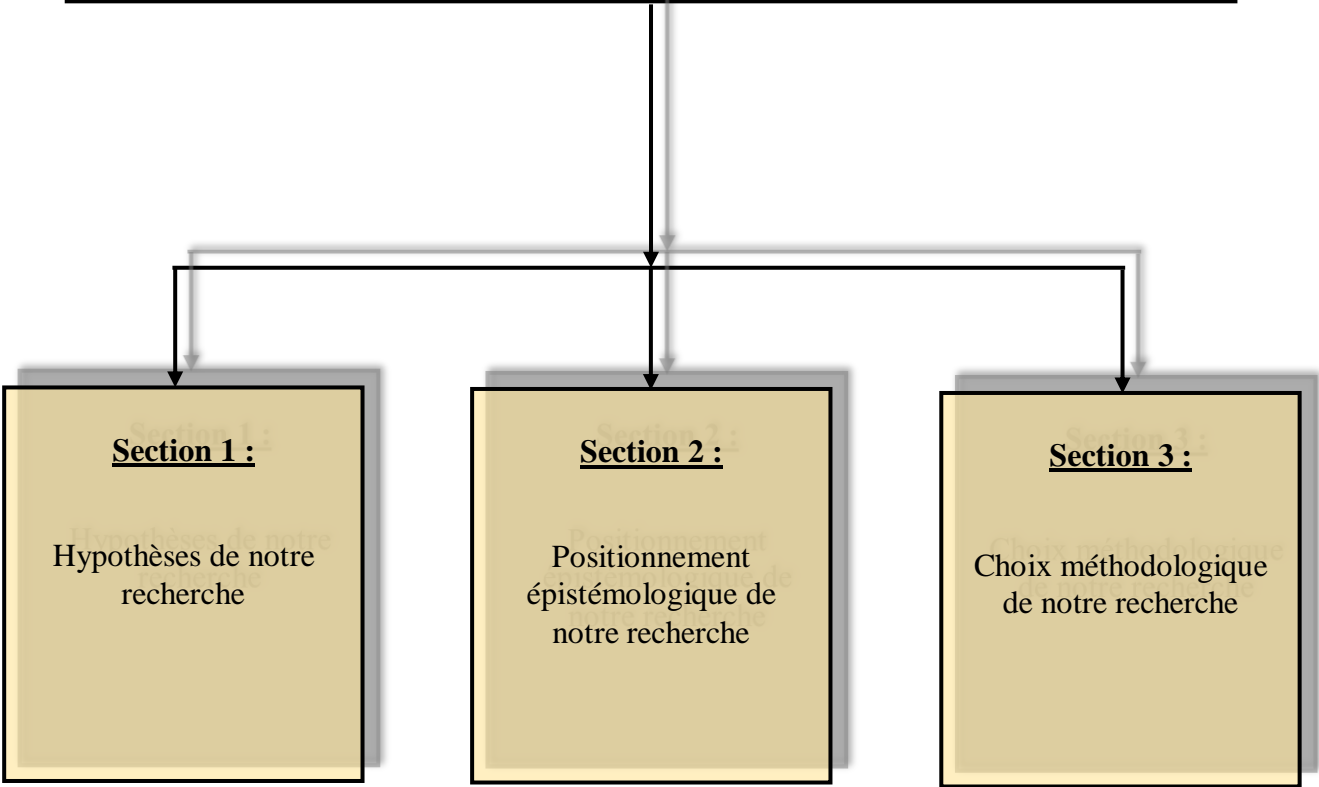 Section 1 :
Hypothèses de notre
recherche
Section 2 :
Positionnement
épistémologique de
notre recherche
Section 3 :
Choix méthodologique
de notre recherche